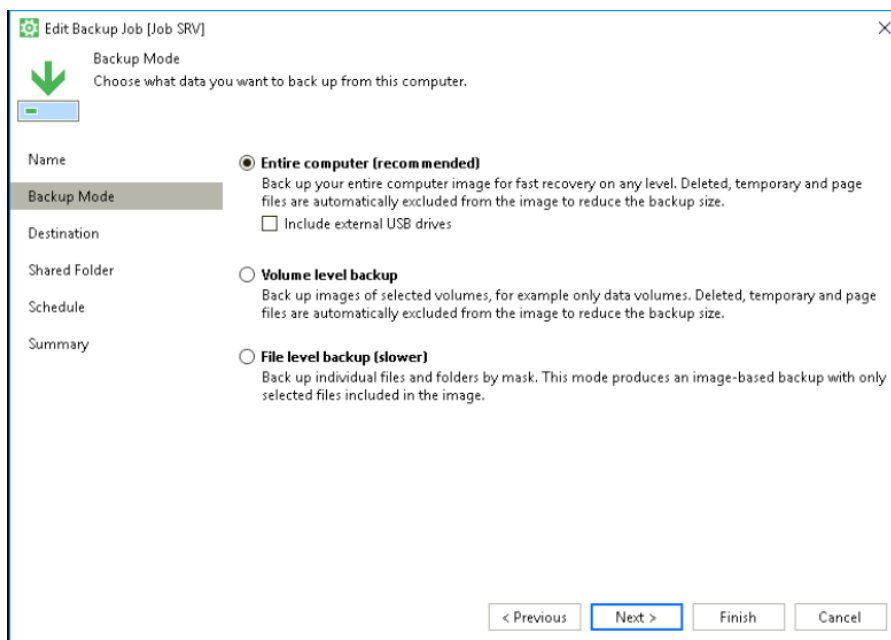 Edit Backup Job [Job SRV]
Backup Mode
Choose what data you want to back up from this computer.
Name
Backup Mode
Destination
Shared Folder
Schedule
Summary
Entire computer (recommended)
Back up your entire computer image for fast recovery on any level. Deleted, temporary and page
files are automatically excluded from the image to reduce the backup size.
Include external USB drives
Volume level backup
Back up images of selected volumes, for example only data volumes. Deleted, temporary and page
files are automatically excluded from the image to reduce the backup size.
File level backup (slower)
Back up individual files and folders by mask. This mode produces an image-based backup with only
selected files included in the image.
< Previous
Next >
Finish
Cancel